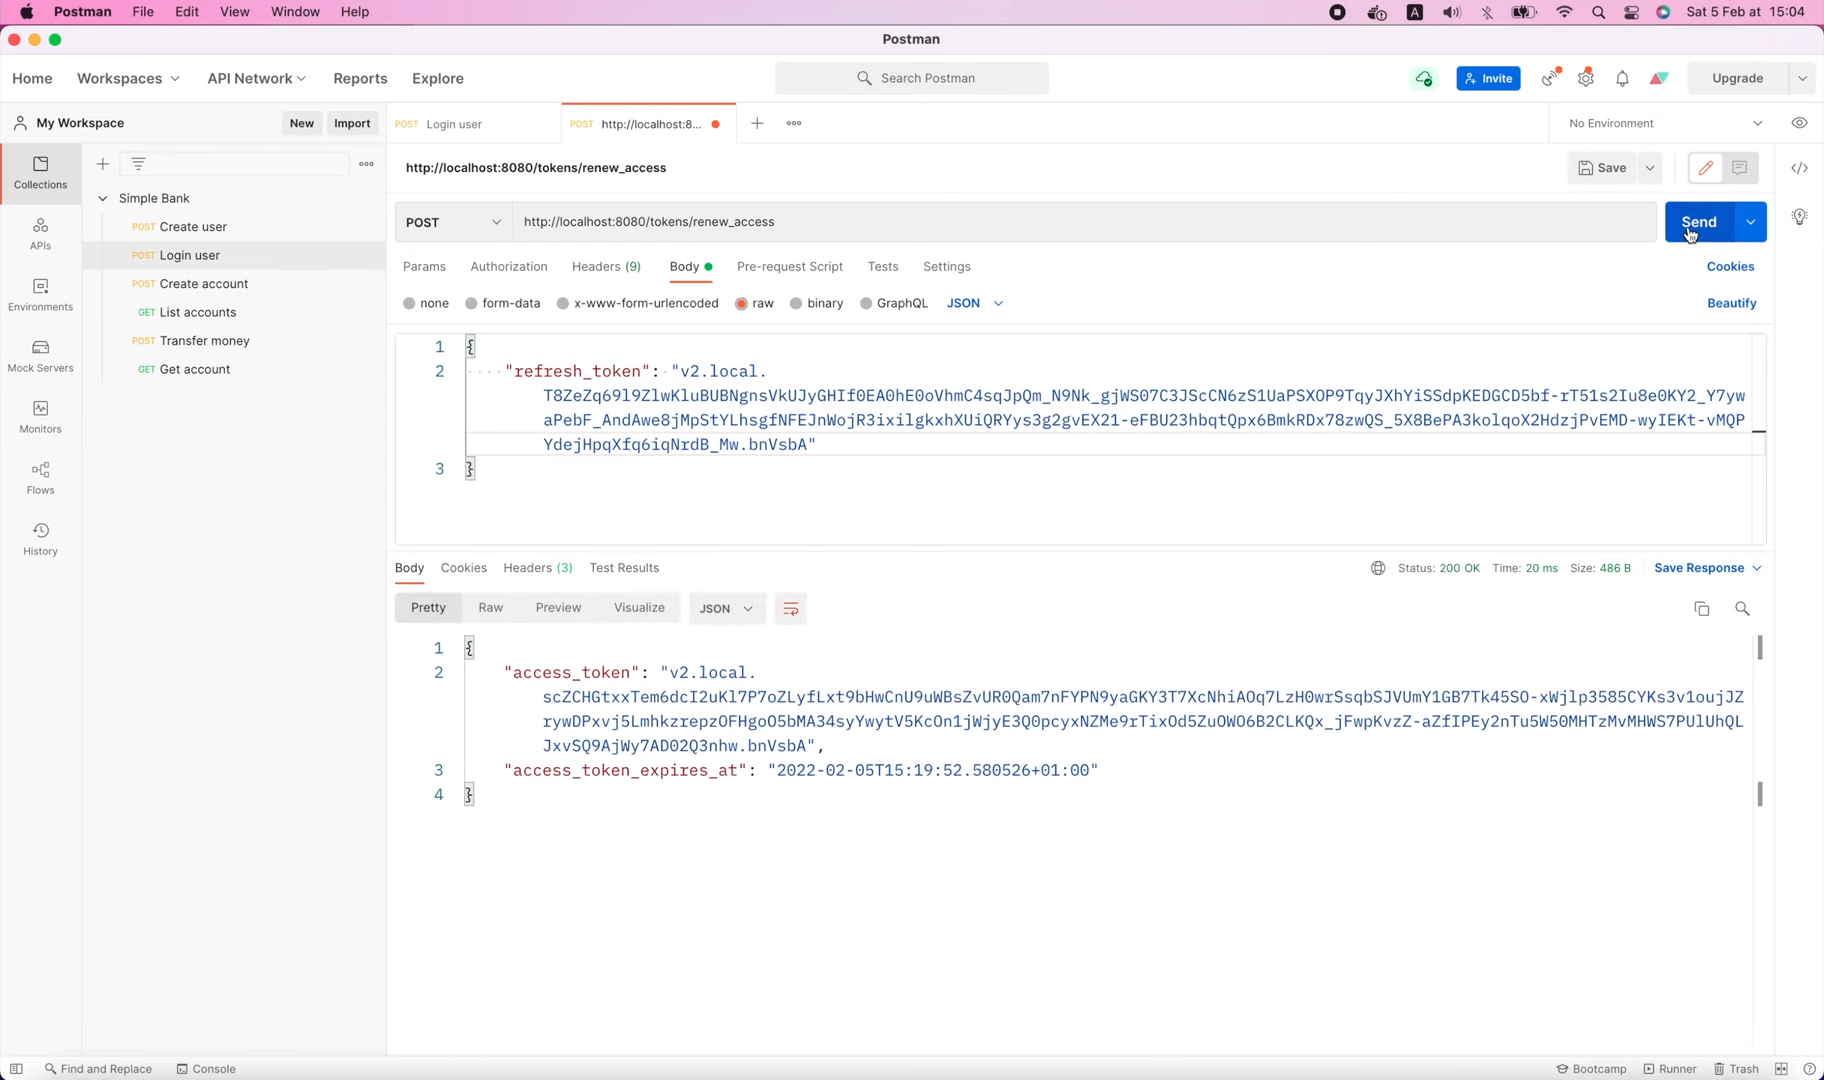 Postman File Edit View Window Help Sat 5 Feb at 15:04
Postman
Home Workspaces API Network Reports Explore Search Postman Invite Upgrade
My Workspace New Import POST Login user POST http://localhost:8... No Environment
Collections
APIs
Environments
Mock Servers
Monitors
Flows
History
Simple Bank
POST Create user
POST Login user
POST Create account
GET List accounts
POST Transfer money
GET Get account
http://localhost:8080/tokens/renew_access Save
POST http://localhost:8080/tokens/renew_access Send
Params Authorization Headers (9) Body Pre-request Script Tests Settings Cookies
none form-data x-www-form-urlencoded raw binary GraphQL JSON Beautify
1 {
2 "refresh_token": "v2.local.
T8ZeZq69l9ZlwKluBUBNgnsVkUJyGHIf0EA0hE0oVhmC4sqJpQm_N9Nk_gjWS07C3JScCN6zS1UaPSXOP9TqyJXhYiSSdpKEDGCD5bf-rT51s2Iu8e0KY2_Y7yw
aPebF_AndAwe8jMpStYLhsgfNFEJnWojR3ixilgkxhXUiQRYys3g2gvEX21-eFBU23hbqtQpx6BmkRDx78zwQS_5X8BePA3kolqoX2HdzjPvEMD-wyIEKt-vMQP
YdejHpqXfq6iqNrdB_Mw.bnVsbA"
3 }
Body Cookies Headers (3) Test Results Status: 200 OK Time: 20 ms Size: 486 B Save Response
Pretty Raw Preview Visualize JSON
1 {
2 "access_token": "v2.local.
scZCHGtxxTem6dcI2uKl7P7oZLyfLxt9bHwCnU9uWBsZvUR0Qam7nFYPN9yaGKY3T7XcNhiAOq7LzH0wrSsqbSJVUmY1GB7Tk45SO-xWjlp3585CYKs3v1oujJZ
rywDPxvj5LmhkzrepzOFHgoO5bMA34syYwytV5KcOn1jWjyE3Q0pcyxNZMe9rTixOd5ZuOWO6B2CLKQx_jFwpKvzZ-aZfIPEy2nTu5W50MHTzMvMHWS7PUlUhQL
JxvSQ9AjWy7AD02Q3nhw.bnVsbA",
3 "access_token_expires_at": "2022-02-05T15:19:52.580526+01:00"
4 }
Find and Replace Console Bootcamp Runner Trash